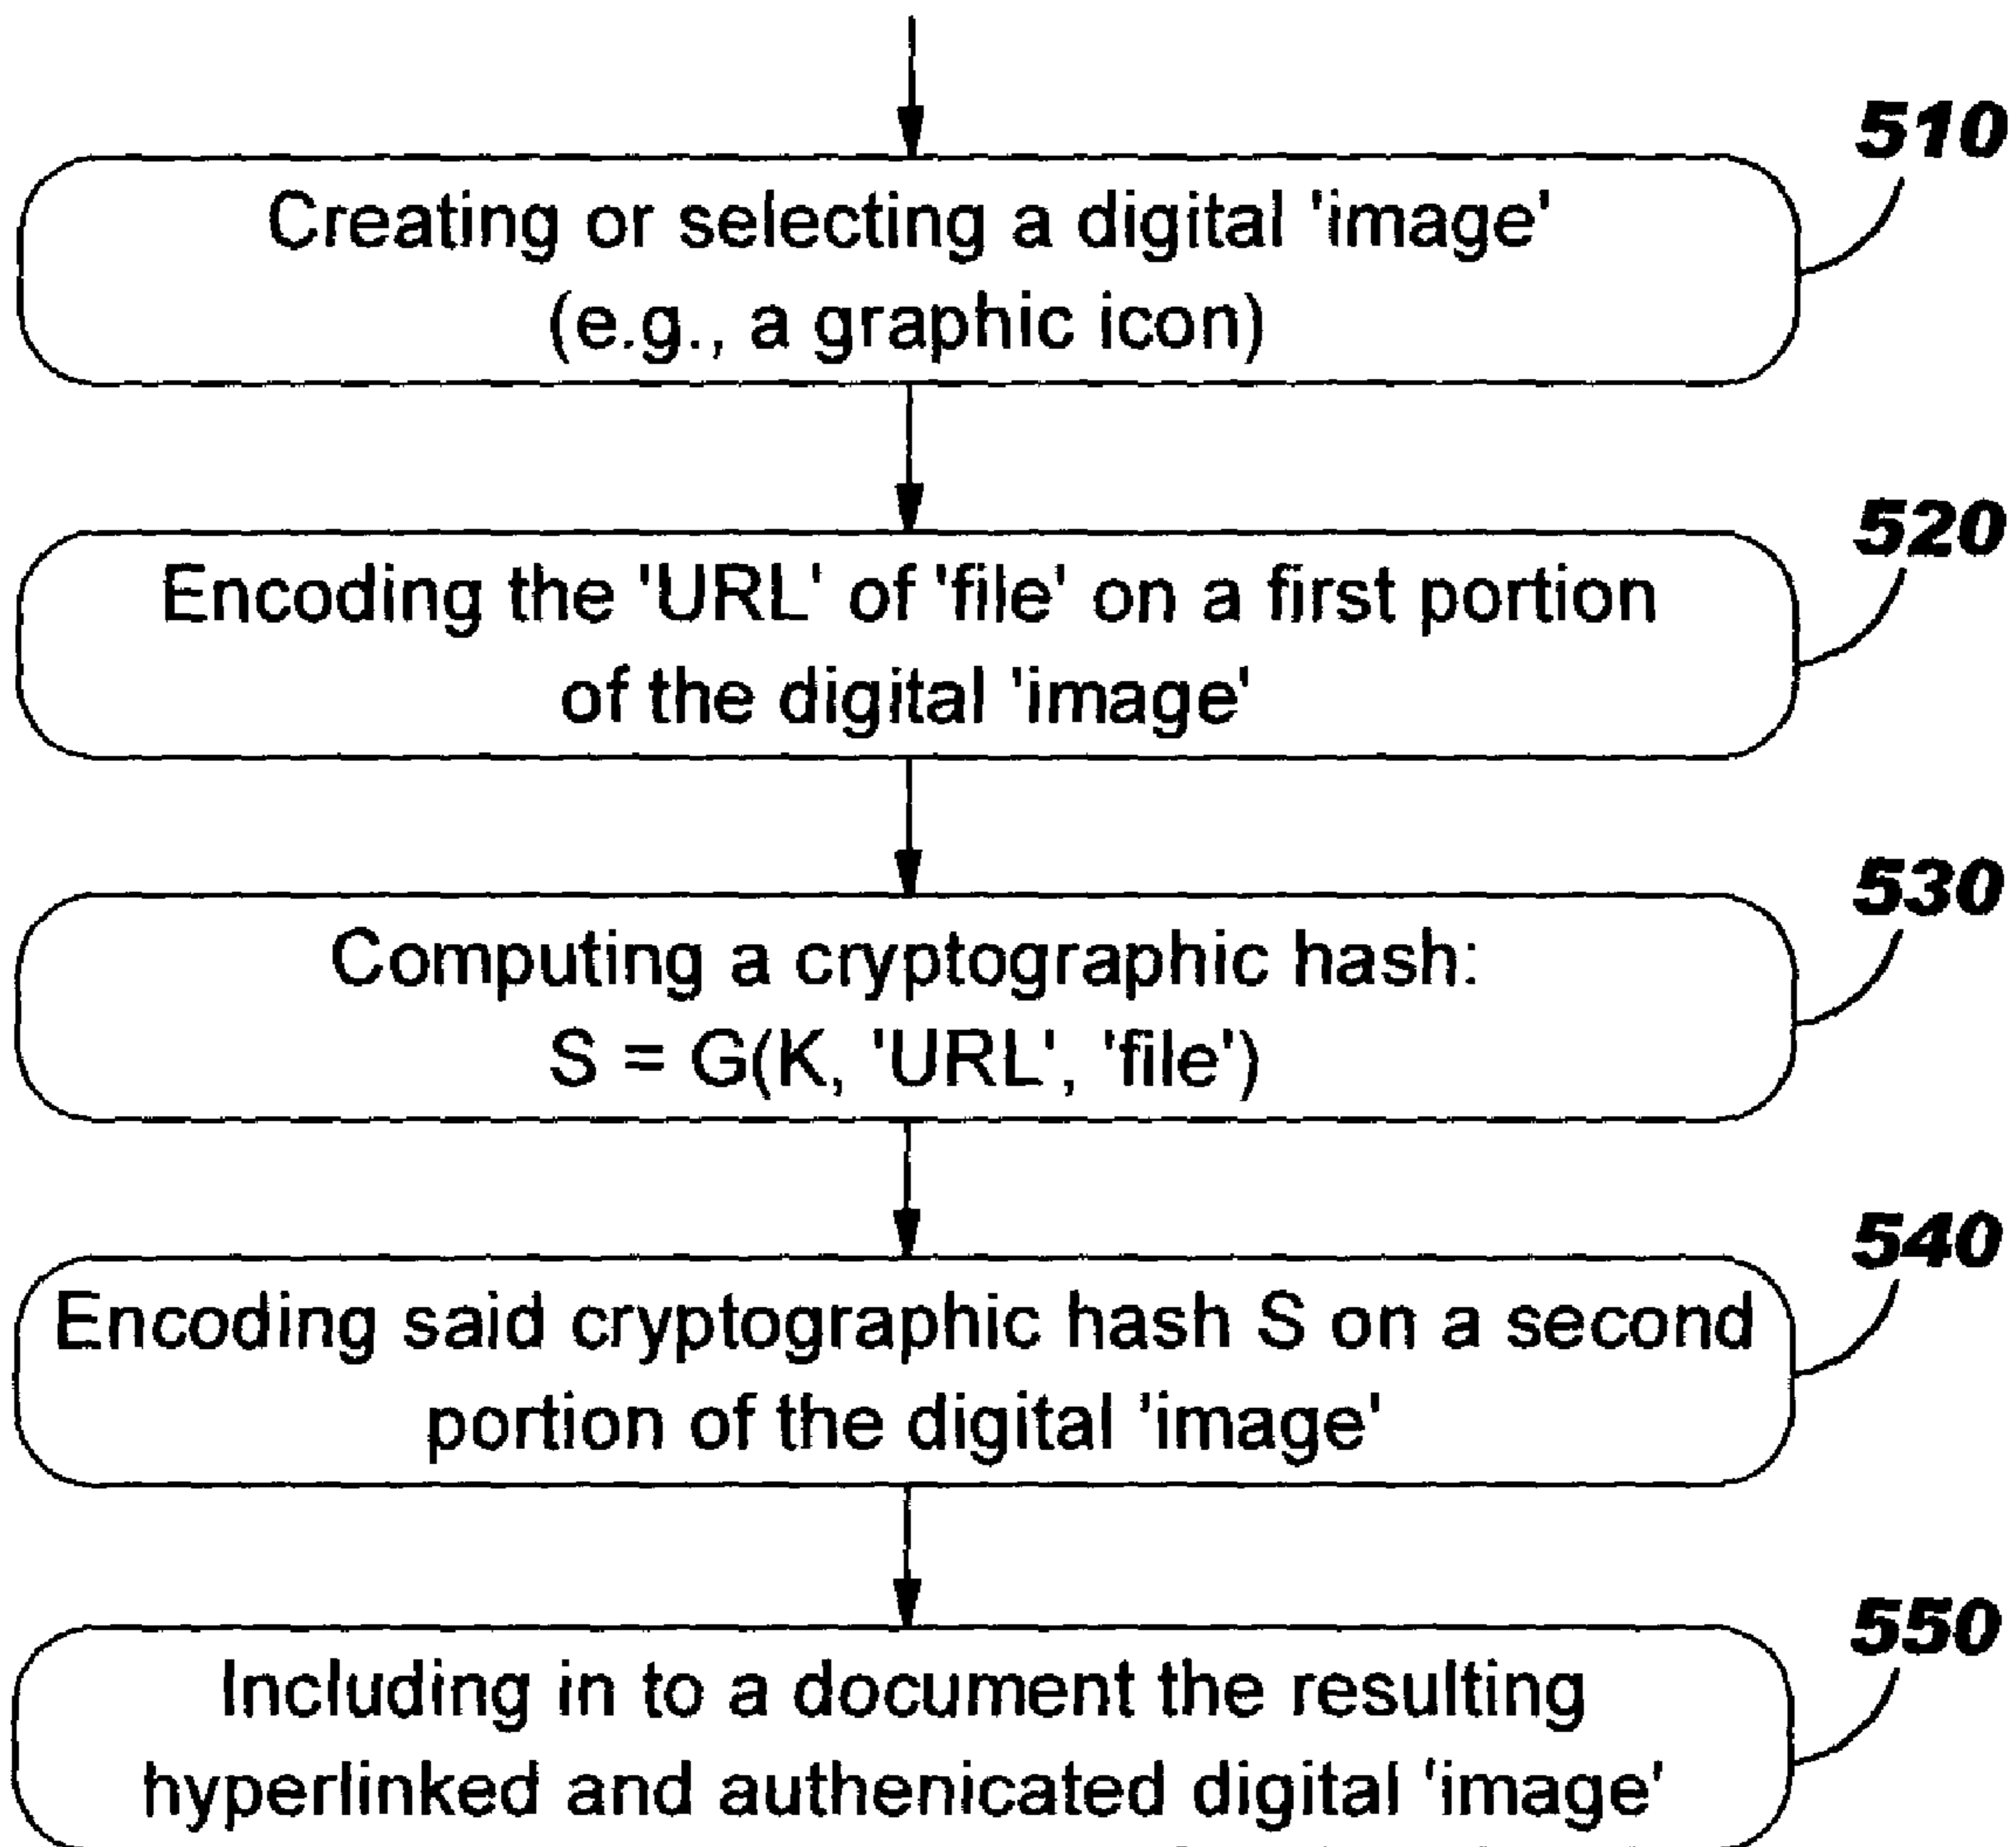 510
Creating or selecting a digital 'image'
(e.g., a graphic icon)
520
Encoding the 'URL' of 'file' on a first portion
of the digital 'image'
530
Computing a cryptographic hash:
S = G(K, 'URL', 'file')
540
Encoding said cryptographic hash S on a second
portion of the digital 'image'
550
Including in to a document the resulting
hyperlinked and authenicated digital 'image'